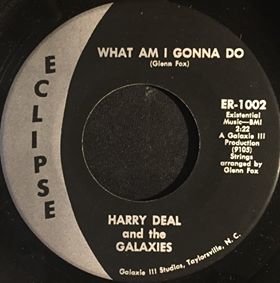 ECLIPSE
WHAT AM I GONNA DO
(Glenn Fox)
ER-1002
Existential
Music—BMI
2:22
A Galaxie III
Production
(9105)
Strings
arranged by
Glenn Fox
HARRY DEAL
and the
GALAXIES
Galaxie III Studios, Taylorsville, N. C.